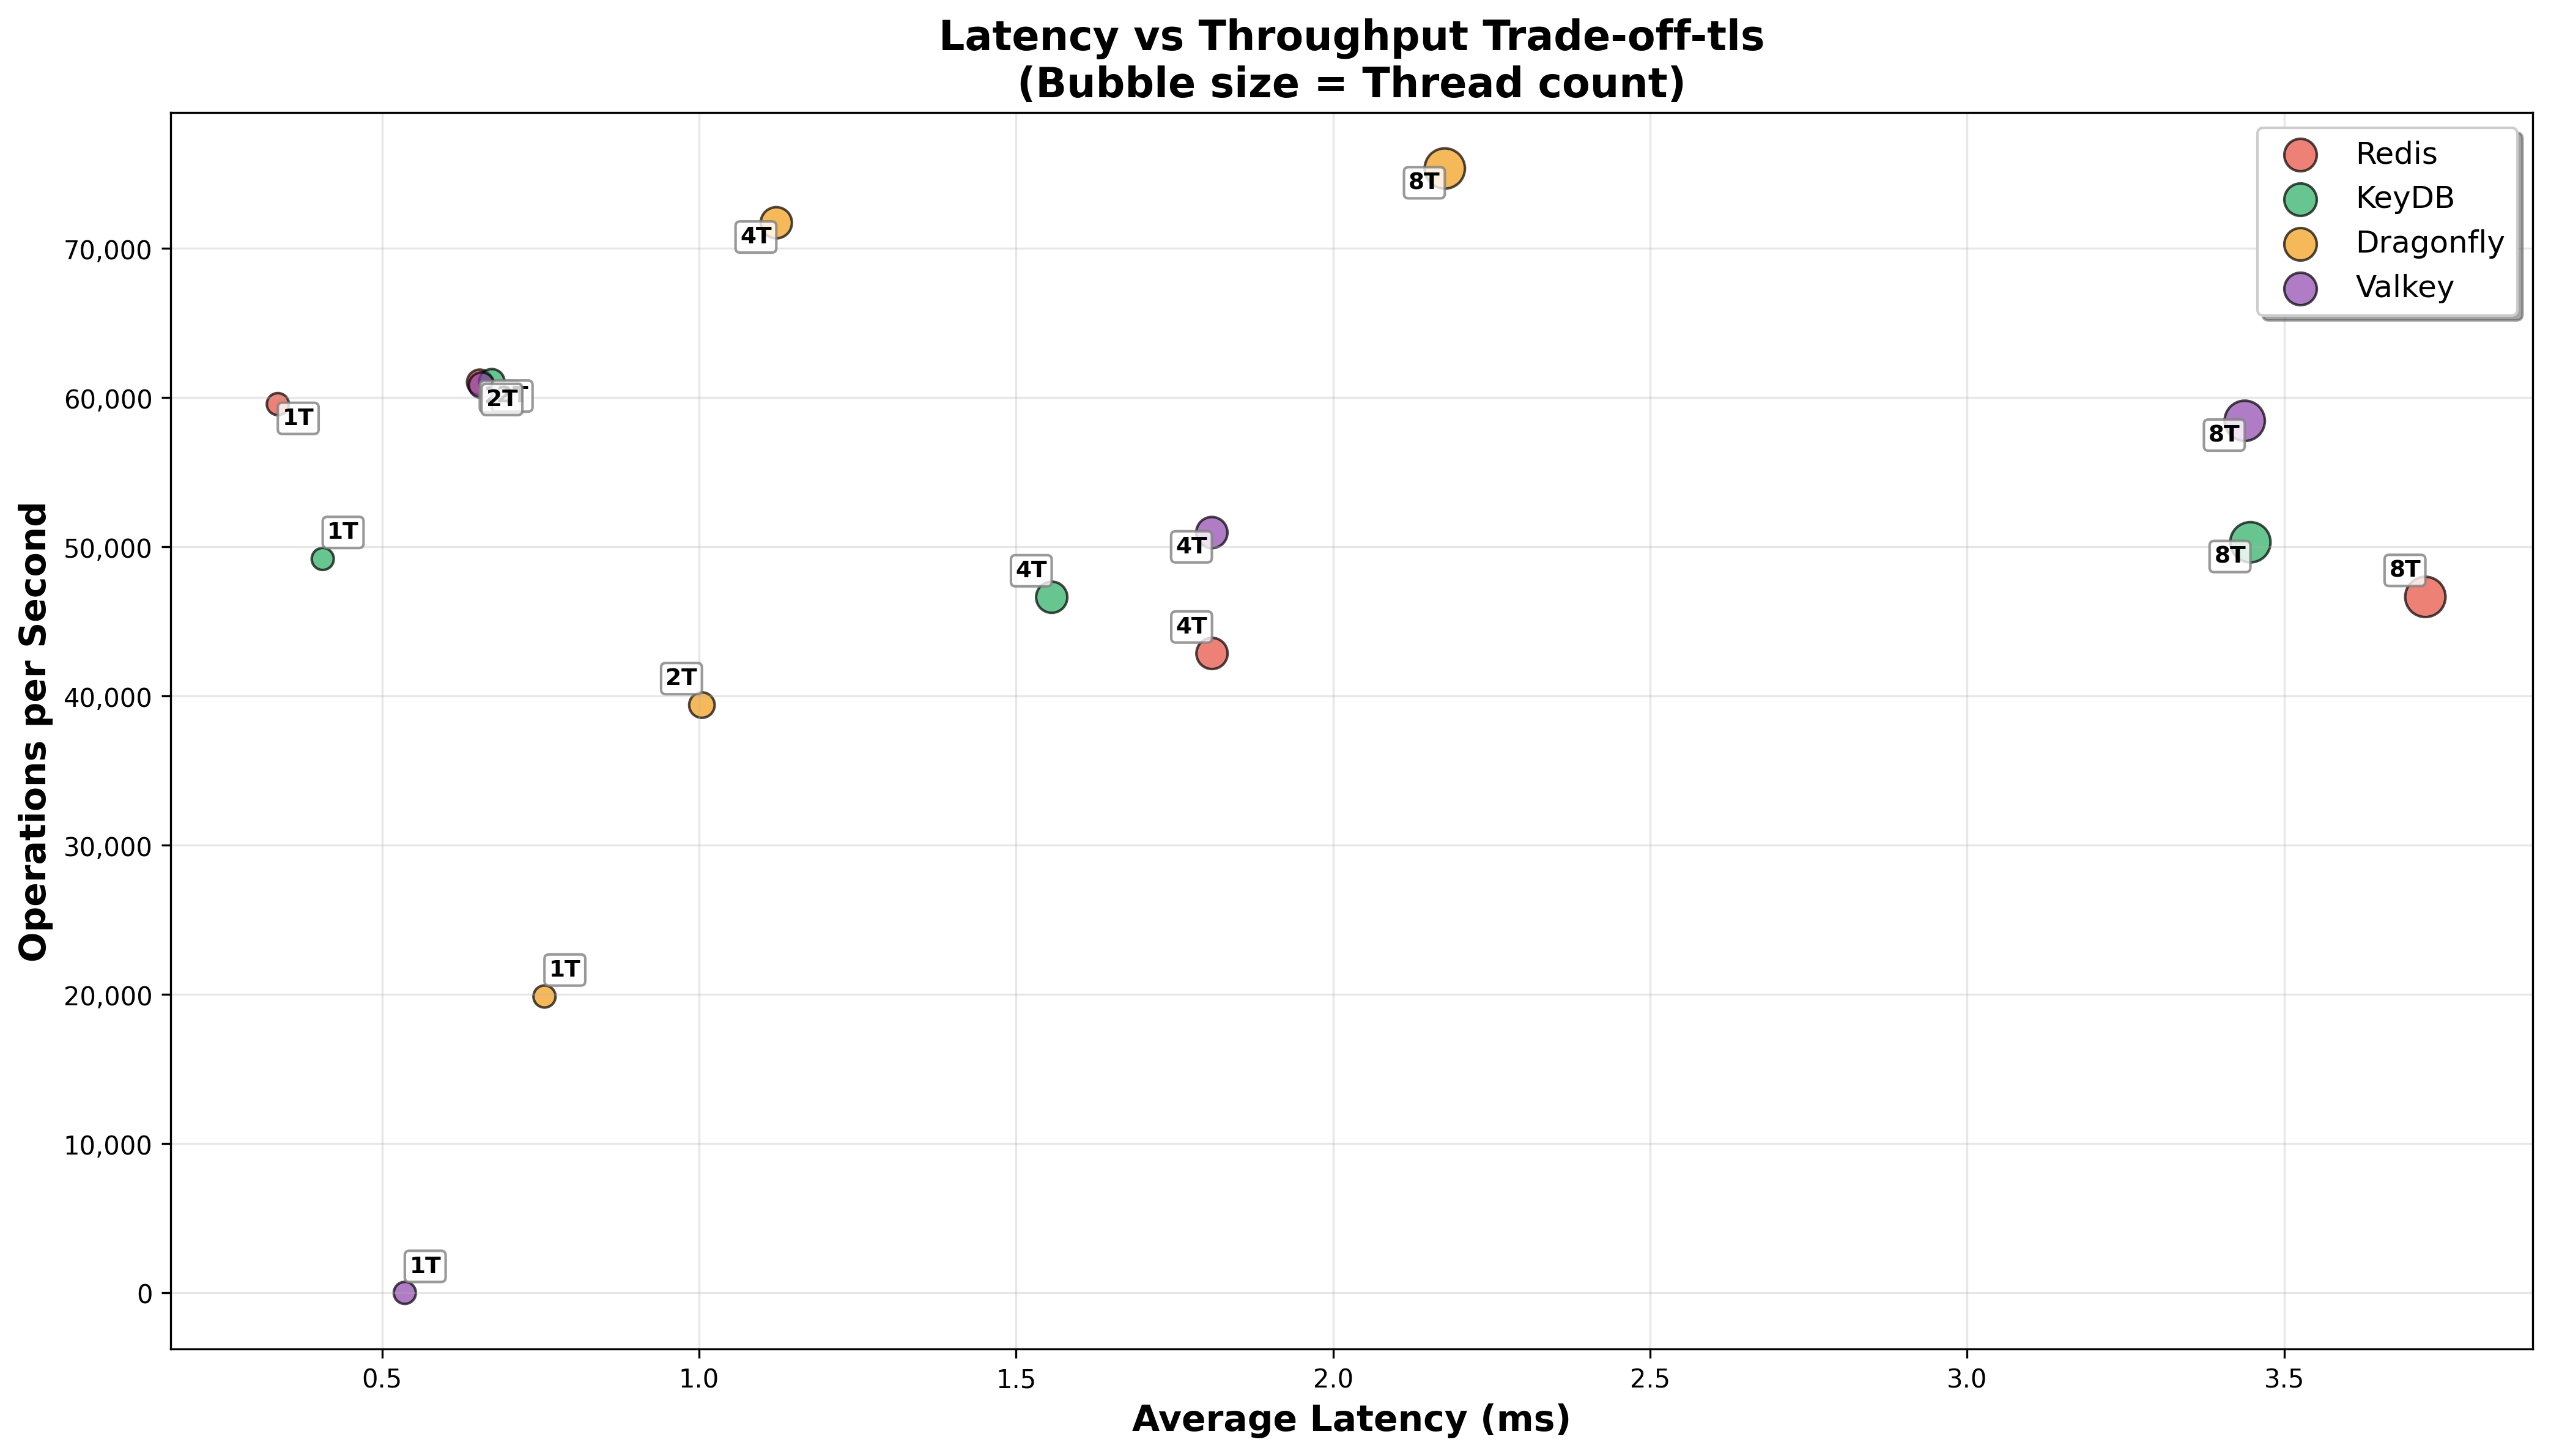 Latency vs Throughput Trade-off-tls
(Bubble size = Thread count)
Redis
KeyDB
Dragonfly
Valkey
Operations per Second
70,000
60,000
50,000
40,000
30,000
20,000
10,000
0
8T
4T
2T
1T
8T
1T
4T
8T
4T
8T
4T
2T
1T
1T
0.5
1.0
1.5
2.0
2.5
3.0
3.5
Average Latency (ms)